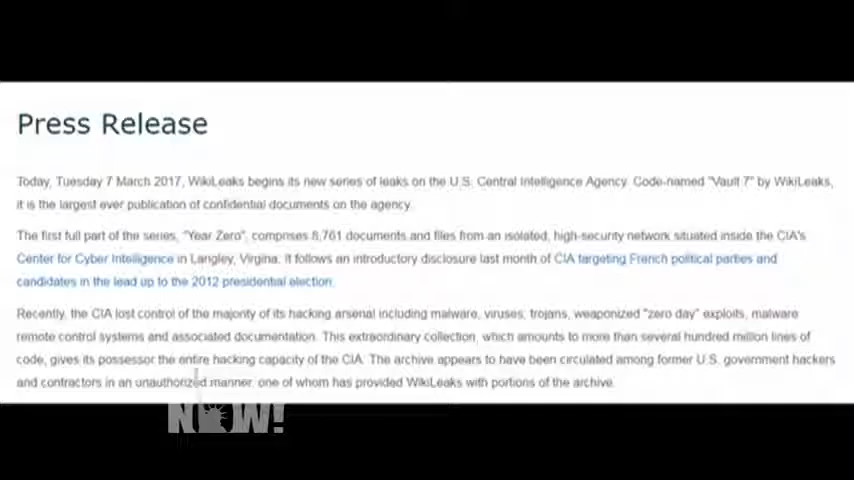 Press Release
Today, Tuesday 7 March 2017, WikiLeaks begins its new series of leaks on the U.S. Central Intelligence Agency. Code-named "Vault 7" by WikiLeaks,
it is the largest ever publication of confidential documents on the agency.
The first full part of the series, "Year Zero", comprises 8,761 documents and files from an isolated, high-security network situated inside the CIA's
Center for Cyber Intelligence in Langley, Virgina. It follows an introductory disclosure last month of CIA targeting French political parties and
candidates in the lead up to the 2012 presidential election.
Recently, the CIA lost control of the majority of its hacking arsenal including malware, viruses, trojans, weaponized "zero day" exploits, malware
remote control systems and associated documentation. This extraordinary collection, which amounts to more than several hundred million lines of
code, gives its possessor the entire hacking capacity of the CIA. The archive appears to have been circulated among former U.S. government hackers
and contractors in an unauthorized manner, one of whom has provided WikiLeaks with portions of the archive.
NOW!